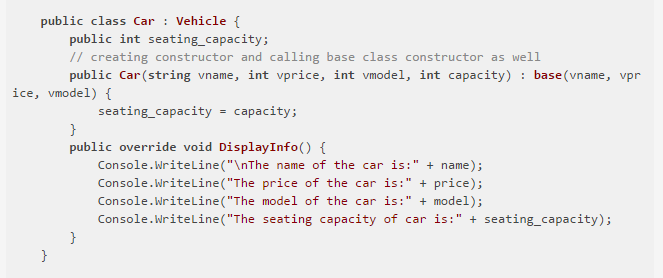 public class Car : Vehicle {
public int seating_capacity;
// creating constructor and calling base class constructor as well
public Car(string vname, int vprice, int vmodel, int capacity) : base(vname, vpr
ice, vmodel) {
seating_capacity = capacity;
}
public override void DisplayInfo() {
Console.WriteLine("\nThe name of the car is:" + name);
Console.WriteLine("The price of the car is:" + price);
Console.WriteLine("The model of the car is:" + model);
Console.WriteLine("The seating capacity of car is:" + seating_capacity);
}
}